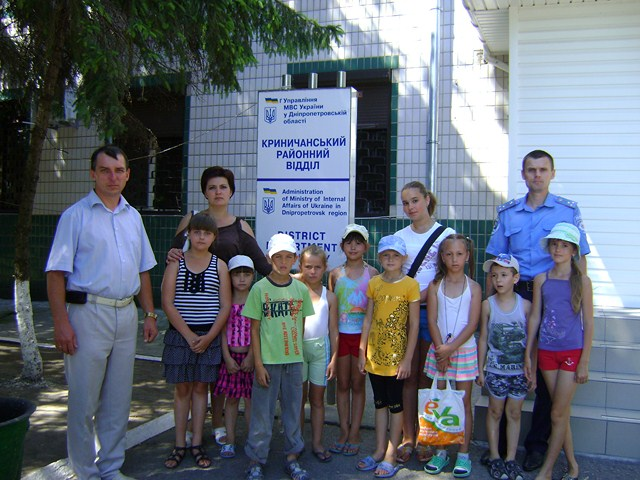 Управління
МВС України
у Дніпропетровській
області
КРИНИЧАНСЬКИЙ
РАЙОННИЙ
ВІДДІЛ
Administration
of Ministry of Internal
Affairs of Ukraine in
Dnipropetrovsk region
DISTRICT